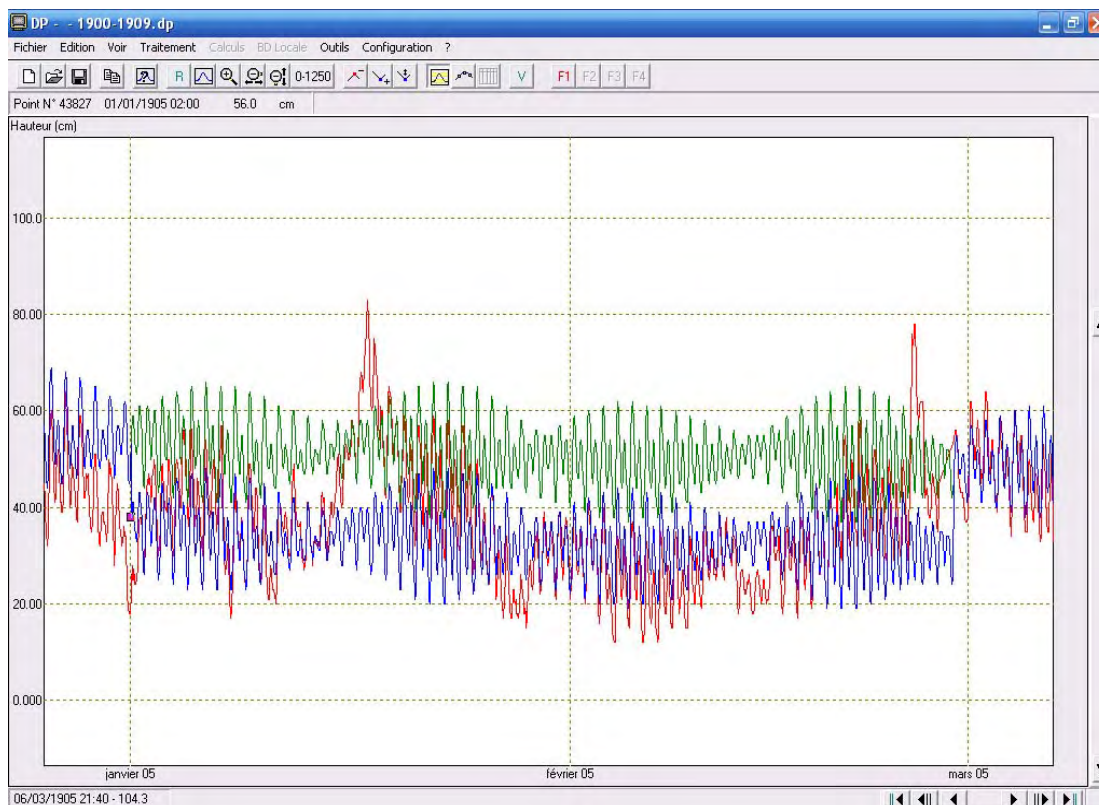 DP - - 1900-1909.dp
Fichier Edition Voir Traitement Calculs BD Locale Outils Configuration ?
R 0-1250 V F1 F2 F3 F4
Point N° 43827 01/01/1905 02:00 56.0 cm
Hauteur (cm)
100.0
80.00
60.00
40.00
20.00
0.000
janvier 05 février 05 mars 05
06/03/1905 21:40 - 104.3